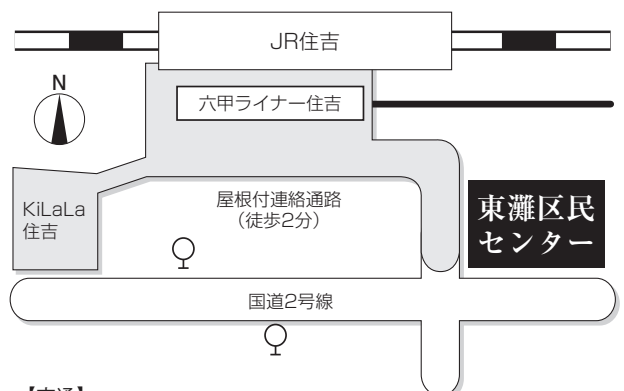 JR住吉
N
六甲ライナー住吉
KiLaLa
住吉
屋根付連絡通路
(徒歩2分)
東灘区民
センター
国道2号線